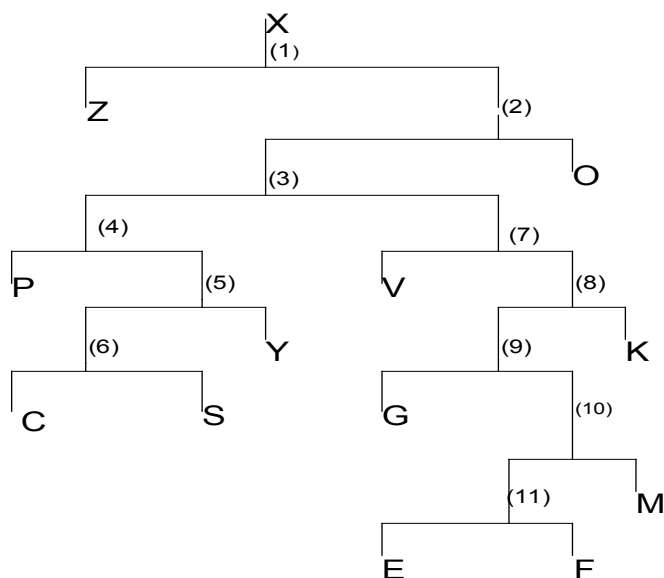 X
(1)
Z
(2)
O
(3)
(4)
(7)
P
(5)
V
(8)
(6)
Y
(9)
K
C
S
G
(10)
M
(11)
E
F